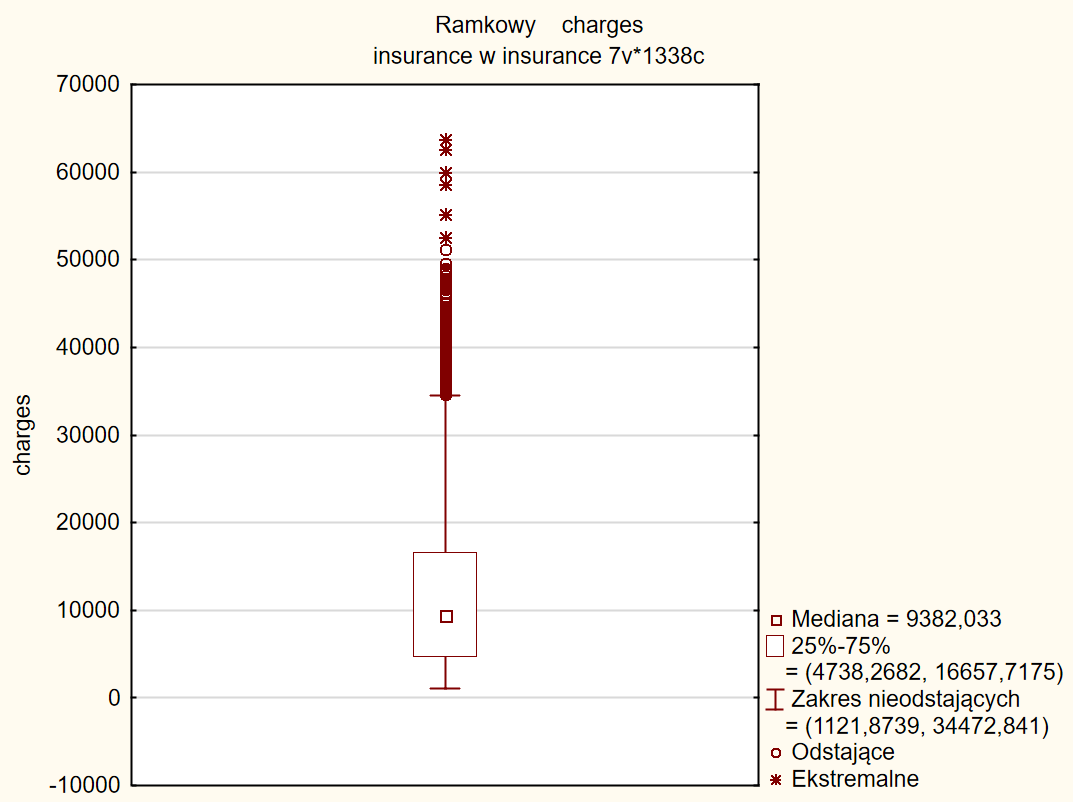 Ramkowy charges
insurance w insurance 7v*1338c
70000
60000
50000
40000
30000
20000
10000
0
-10000
charges
Mediana = 9382,033
25%-75%
= (4738,2682, 16657,7175)
Zakres nieodstających
= (1121,8739, 34472,841)
Odstające
Ekstremalne